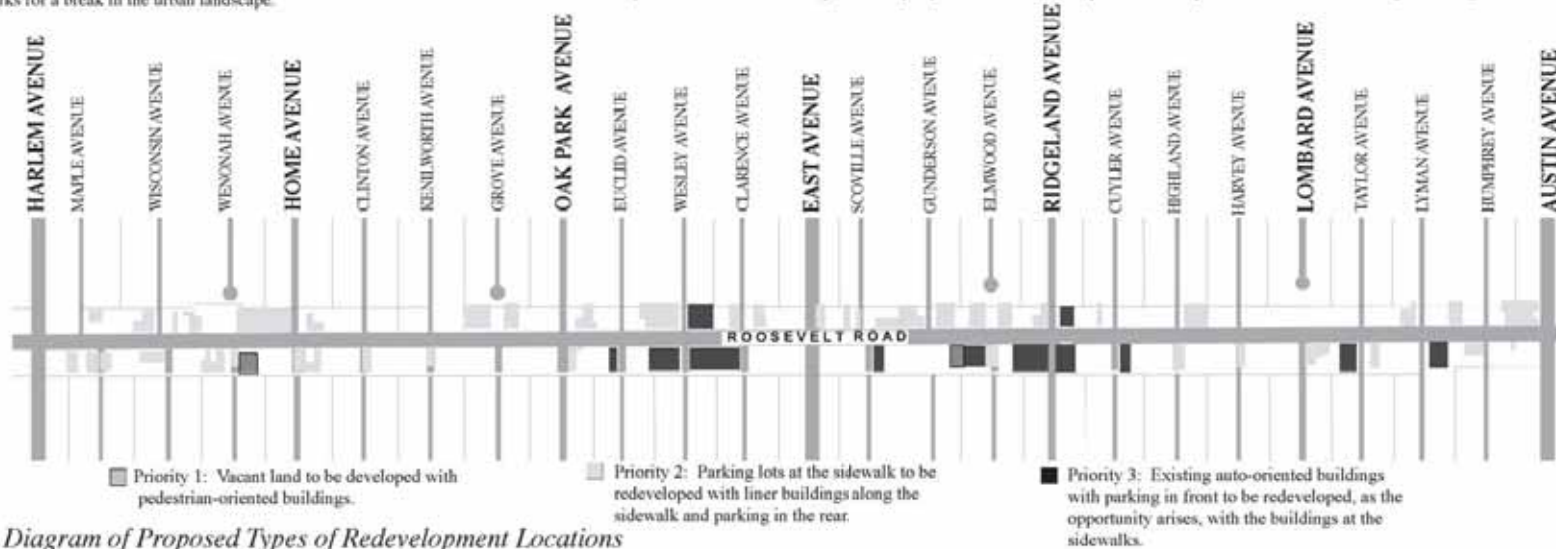 rks for a break in the urban landscape.
HARLEM AVENUE
MAPLE AVENUE
WISCONSIN AVENUE
WENONAH AVENUE
HOME AVENUE
CLINTON AVENUE
KENILWORTH AVENUE
GROVE AVENUE
OAK PARK AVENUE
EUCLID AVENUE
WESLEY AVENUE
CLARENCE AVENUE
EAST AVENUE
SCOVILLE AVENUE
GUNDERSON AVENUE
ELMWOOD AVENUE
RIDGELAND AVENUE
CUYLER AVENUE
HIGHLAND AVENUE
HARVEY AVENUE
LOMBARD AVENUE
TAYLOR AVENUE
LYMAN AVENUE
HUMPHREY AVENUE
AUSTIN AVENUE
ROOSEVELT ROAD
Priority 1: Vacant land to be developed with
pedestrian-oriented buildings.
Priority 2: Parking lots at the sidewalk to be
redeveloped with liner buildings along the
sidewalk and parking in the rear.
Priority 3: Existing auto-oriented buildings
with parking in front to be redeveloped, as the
opportunity arises, with the buildings at the
sidewalks.
Diagram of Proposed Types of Redevelopment Locations